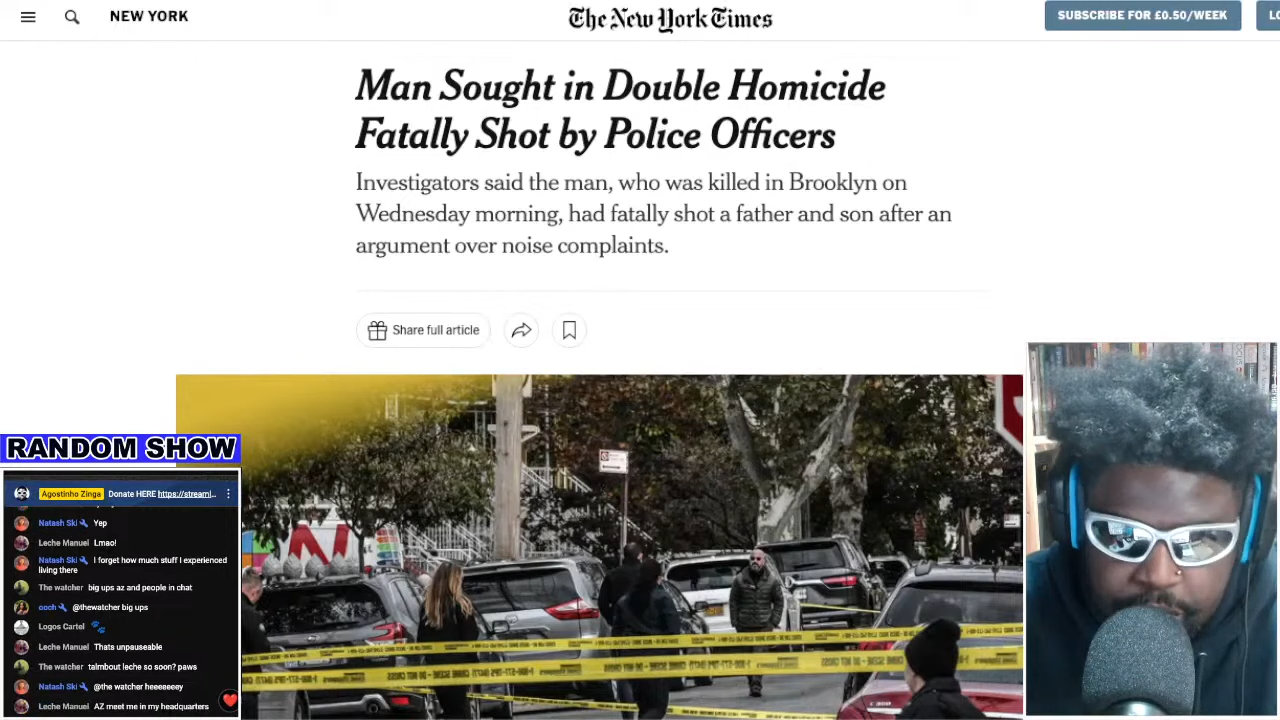 NEW YORK
The New York Times
SUBSCRIBE FOR £0.50/WEEK
LO
Man Sought in Double Homicide
Fatally Shot by Police Officers
Investigators said the man, who was killed in Brooklyn on
Wednesday morning, had fatally shot a father and son after an
argument over noise complaints.
Share full article
RANDOM SHOW
Agostinho Zinga Donate HERE https://streaml...
Natash Ski Yep
Leche Manuel Lmao!
Natash Ski I forget how much stuff I experienced
living there
The watcher big ups az and people in chat
coch @thewatcher big ups
Logos Cartel
Leche Manuel Thats unpauseable
The watcher talmbout leche so soon? paws
Natash Ski @the watcher heeeeeeey
Leche Manuel AZ meet me in my headquarters